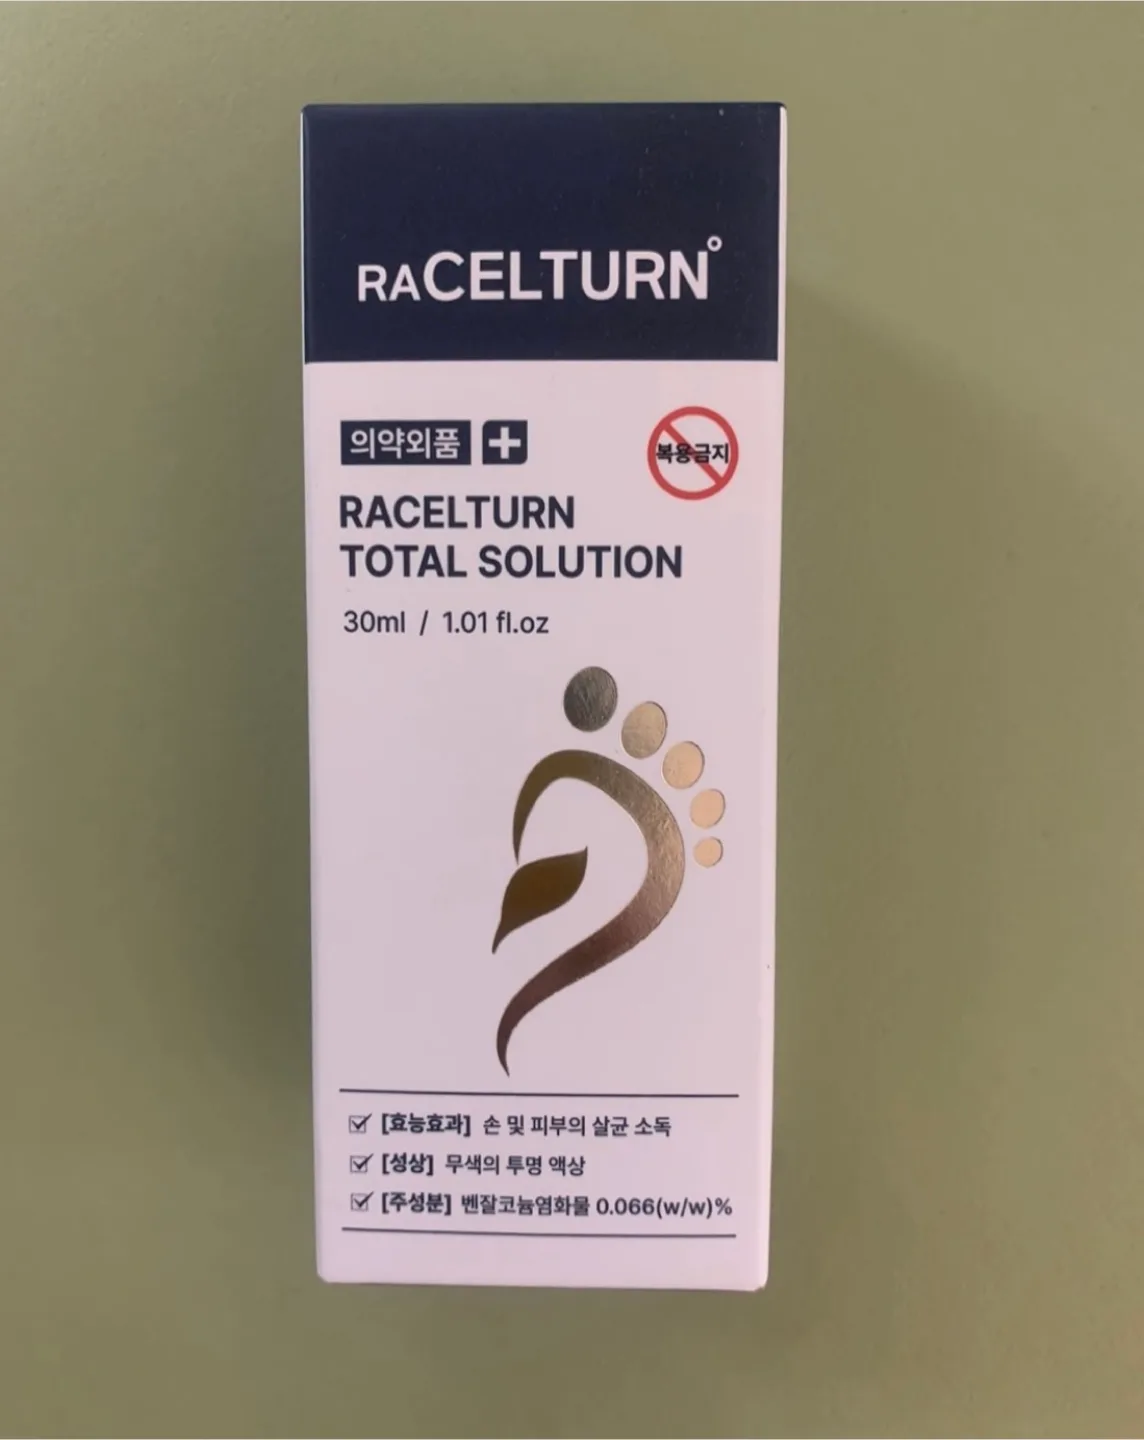 RACELTURN°
의약외품
복용금지
RACELTURN
TOTAL SOLUTION
30ml / 1.01 fl.oz
[효능효과] 손 및 피부의 살균 소독
[성상] 무색의 투명 액상
[주성분] 벤잘코늄염화물 0.066(w/w)%